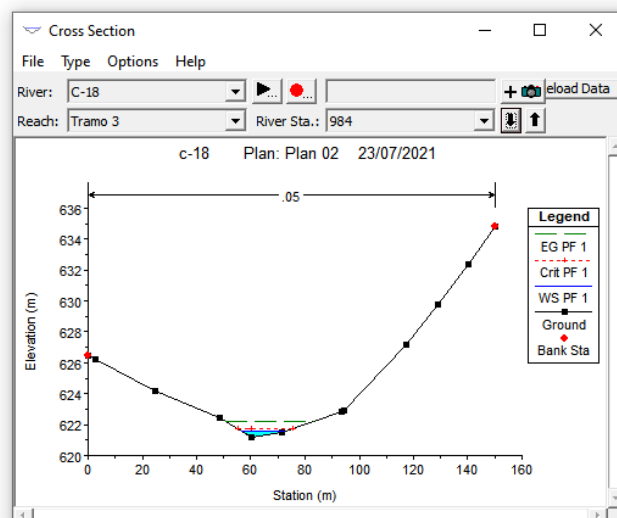 Cross Section
File Type Options Help
River: C-18 eload Data
Reach: Tramo 3 River Sta.: 984
c-18 Plan: Plan 02 23/07/2021
.05
636
634
632
630
628
626
624
622
620
0 20 40 60 80 100 120 140 160
Elevation (m)
Station (m)
Legend
EG PF 1
Crit PF 1
WS PF 1
Ground
Bank Sta